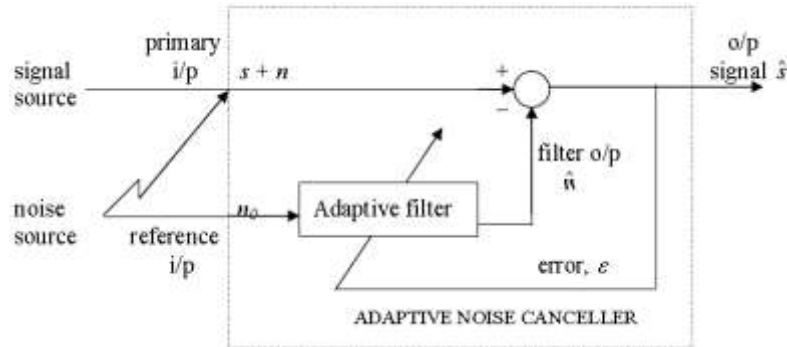 primary
i/p
signal
source
s + n
+
−
o/p
signal ŝ
filter o/p
n̂
noise
source
n₀
reference
i/p
Adaptive filter
error, ε
ADAPTIVE NOISE CANCELLER